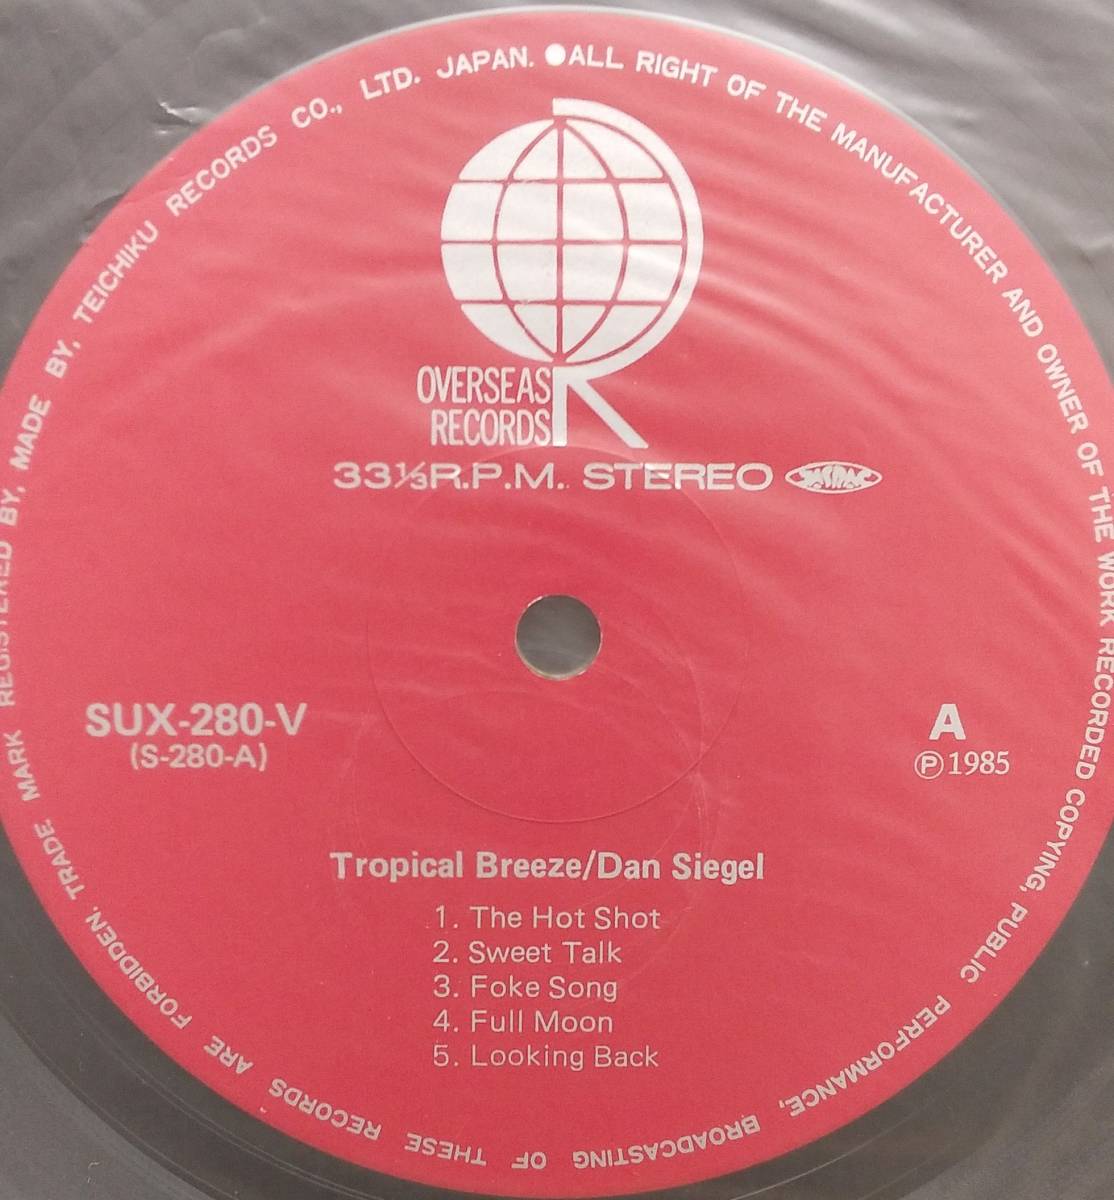 ●ALL RIGHT OF THE MANUFACTURER AND OWNER OF THE WORK RECORDED COPYING, PUBLIC PERFORMANCE, BROADCASTING OF THESE RECORDS ARE FORBIDDEN, TRADE MARK REGISTERED BY, MADE BY, TEICHIKU RECORDS CO., LTD. JAPAN.
OVERSEAS
RECORDS
33⅓R.P.M. STEREO JASRAC
SUX-280-V
(S-280-A)
A
Ⓟ1985
Tropical Breeze/Dan Siegel
1. The Hot Shot
2. Sweet Talk
3. Foke Song
4. Full Moon
5. Looking Back